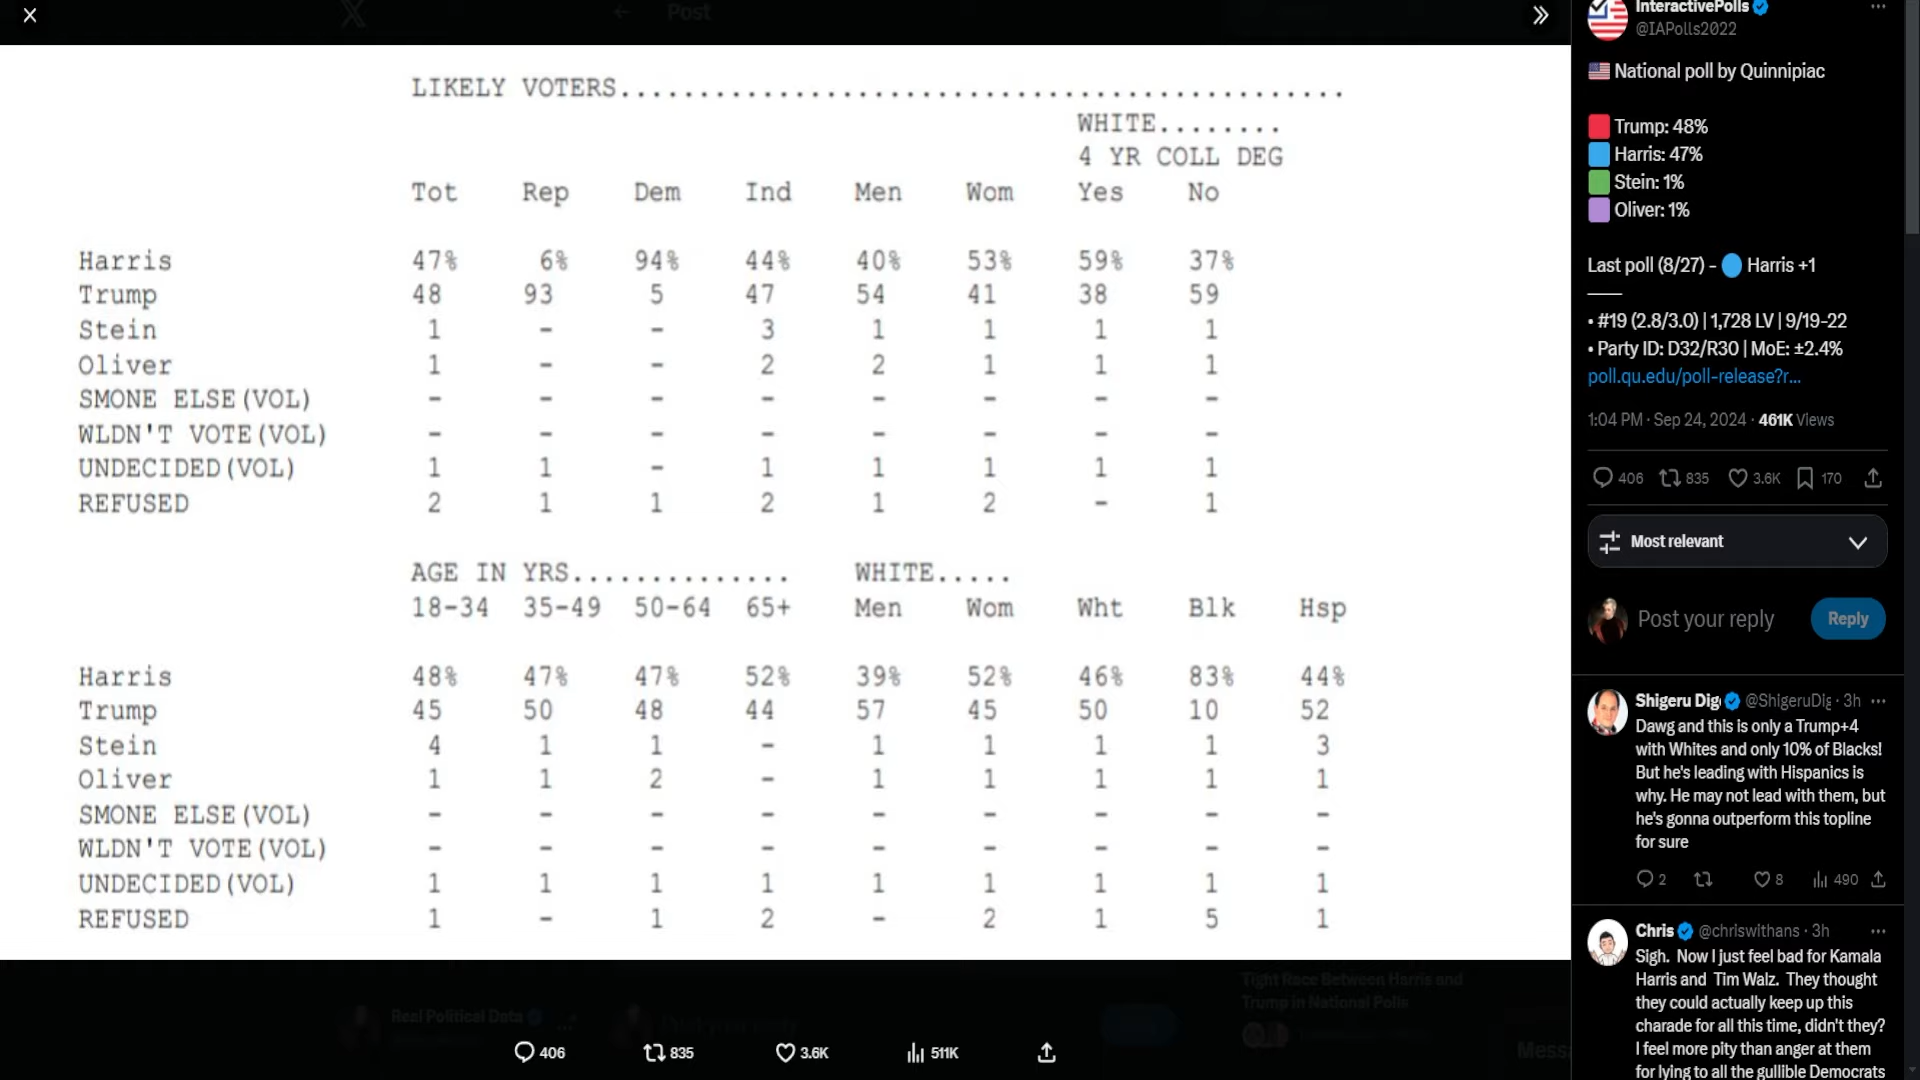 Post
LIKELY VOTERS..............................................
WHITE........
4 YR COLL DEG
Tot Rep Dem Ind Men Wom Yes No
Harris 47% 6% 94% 44% 40% 53% 59% 37%
Trump 48 93 5 47 54 41 38 59
Stein 1 - - 3 1 1 1 1
Oliver 1 - - 2 2 1 1 1
SMONE ELSE(VOL) - - - - - - - -
WLDN'T VOTE(VOL) - - - - - - - -
UNDECIDED(VOL) 1 1 - 1 1 1 1 1
REFUSED 2 1 1 2 1 2 - 1
AGE IN YRS.............. WHITE.....
18-34 35-49 50-64 65+ Men Wom Wht Blk Hsp
Harris 48% 47% 47% 52% 39% 52% 46% 83% 44%
Trump 45 50 48 44 57 45 50 10 52
Stein 4 1 1 - 1 1 1 1 3
Oliver 1 1 2 - 1 1 1 1 1
SMONE ELSE(VOL) - - - - - - - - -
WLDN'T VOTE(VOL) - - - - - - - - -
UNDECIDED(VOL) 1 1 1 1 1 1 1 1 1
REFUSED 1 - 1 2 - 2 1 5 1
Real Political Data
Tight Race Between Harris and
Trump in National Polls
406 835 3.6K 511K
InteractivePolls
@IAPolls2022
National poll by Quinnipiac
Trump: 48%
Harris: 47%
Stein: 1%
Oliver: 1%
Last poll (8/27) - Harris +1
——
• #19 (2.8/3.0) | 1,728 LV | 9/19-22
• Party ID: D32/R30 | MoE: ±2.4%
poll.qu.edu/poll-release?r...
1:04 PM · Sep 24, 2024 · 461K Views
406 835 3.6K 170
Most relevant
Post your reply Reply
Shigeru Dig @ShigeruDig · 3h
Dawg and this is only a Trump+4
with Whites and only 10% of Blacks!
But he's leading with Hispanics is
why. He may not lead with them, but
he's gonna outperform this topline
for sure
2 8 490
Chris @chriswithans · 3h
Sigh. Now I just feel bad for Kamala
Harris and Tim Walz. They thought
they could actually keep up this
charade for all this time, didn't they?
I feel more pity than anger at them
for lying to all the gullible Democrats